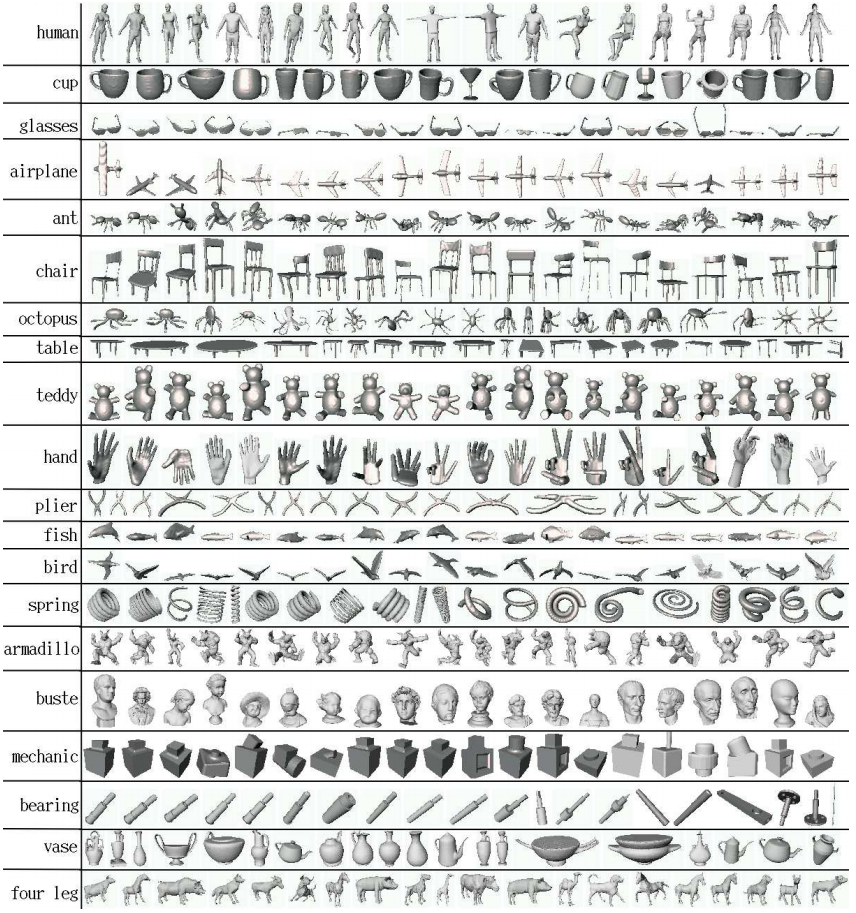 human
cup
glasses
airplane
ant
chair
octopus
table
teddy
hand
plier
fish
bird
spring
armadillo
buste
mechanic
bearing
vase
four leg